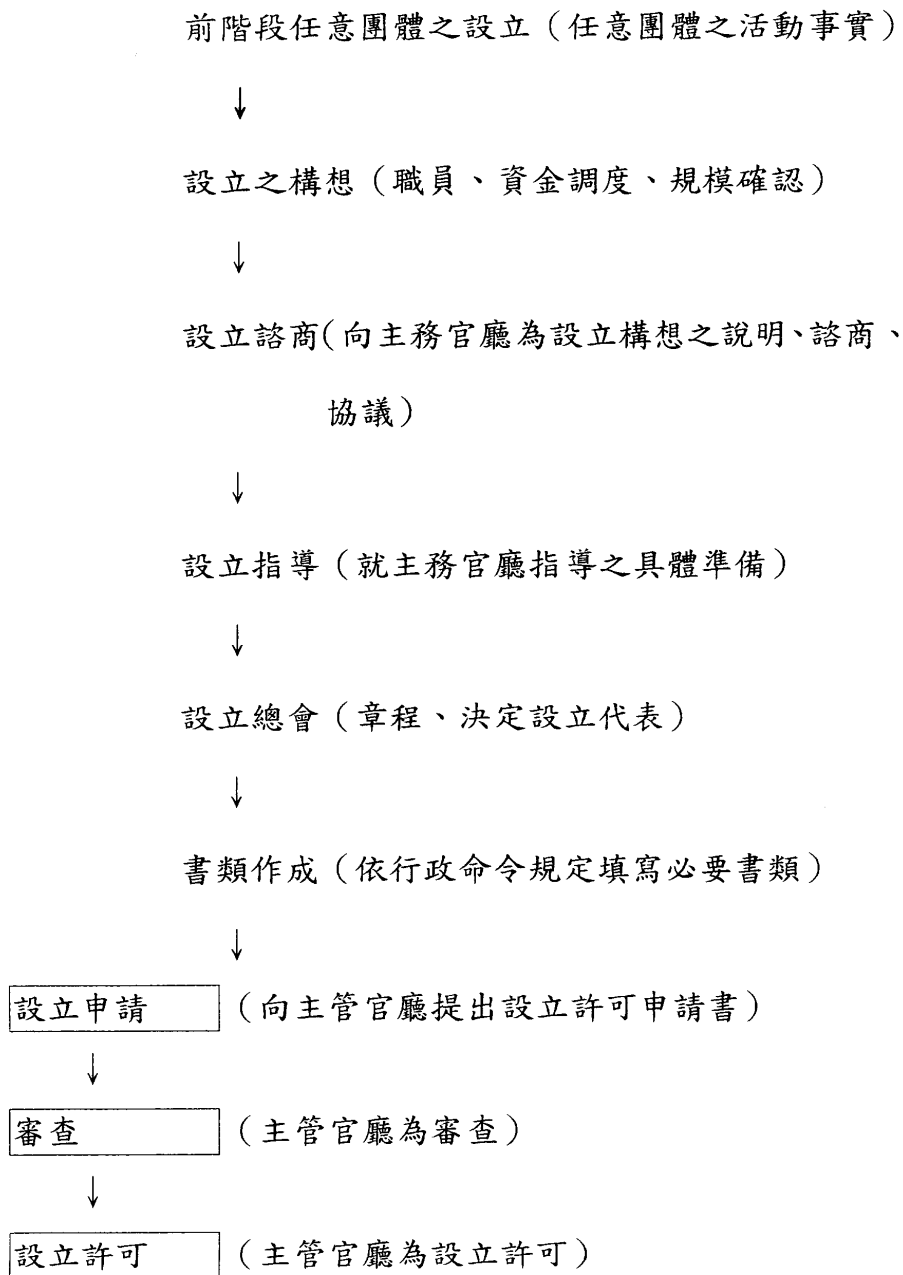 前階段任意團體之設立（任意團體之活動事實）
↓
設立之構想（職員、資金調度、規模確認）
↓
設立諮商（向主務官廳為設立構想之說明、諮商、
協議）
↓
設立指導（就主務官廳指導之具體準備）
↓
設立總會（章程、決定設立代表）
↓
書類作成（依行政命令規定填寫必要書類）
↓
設立申請（向主管官廳提出設立許可申請書）
↓
審查（主管官廳為審查）
↓
設立許可（主管官廳為設立許可）